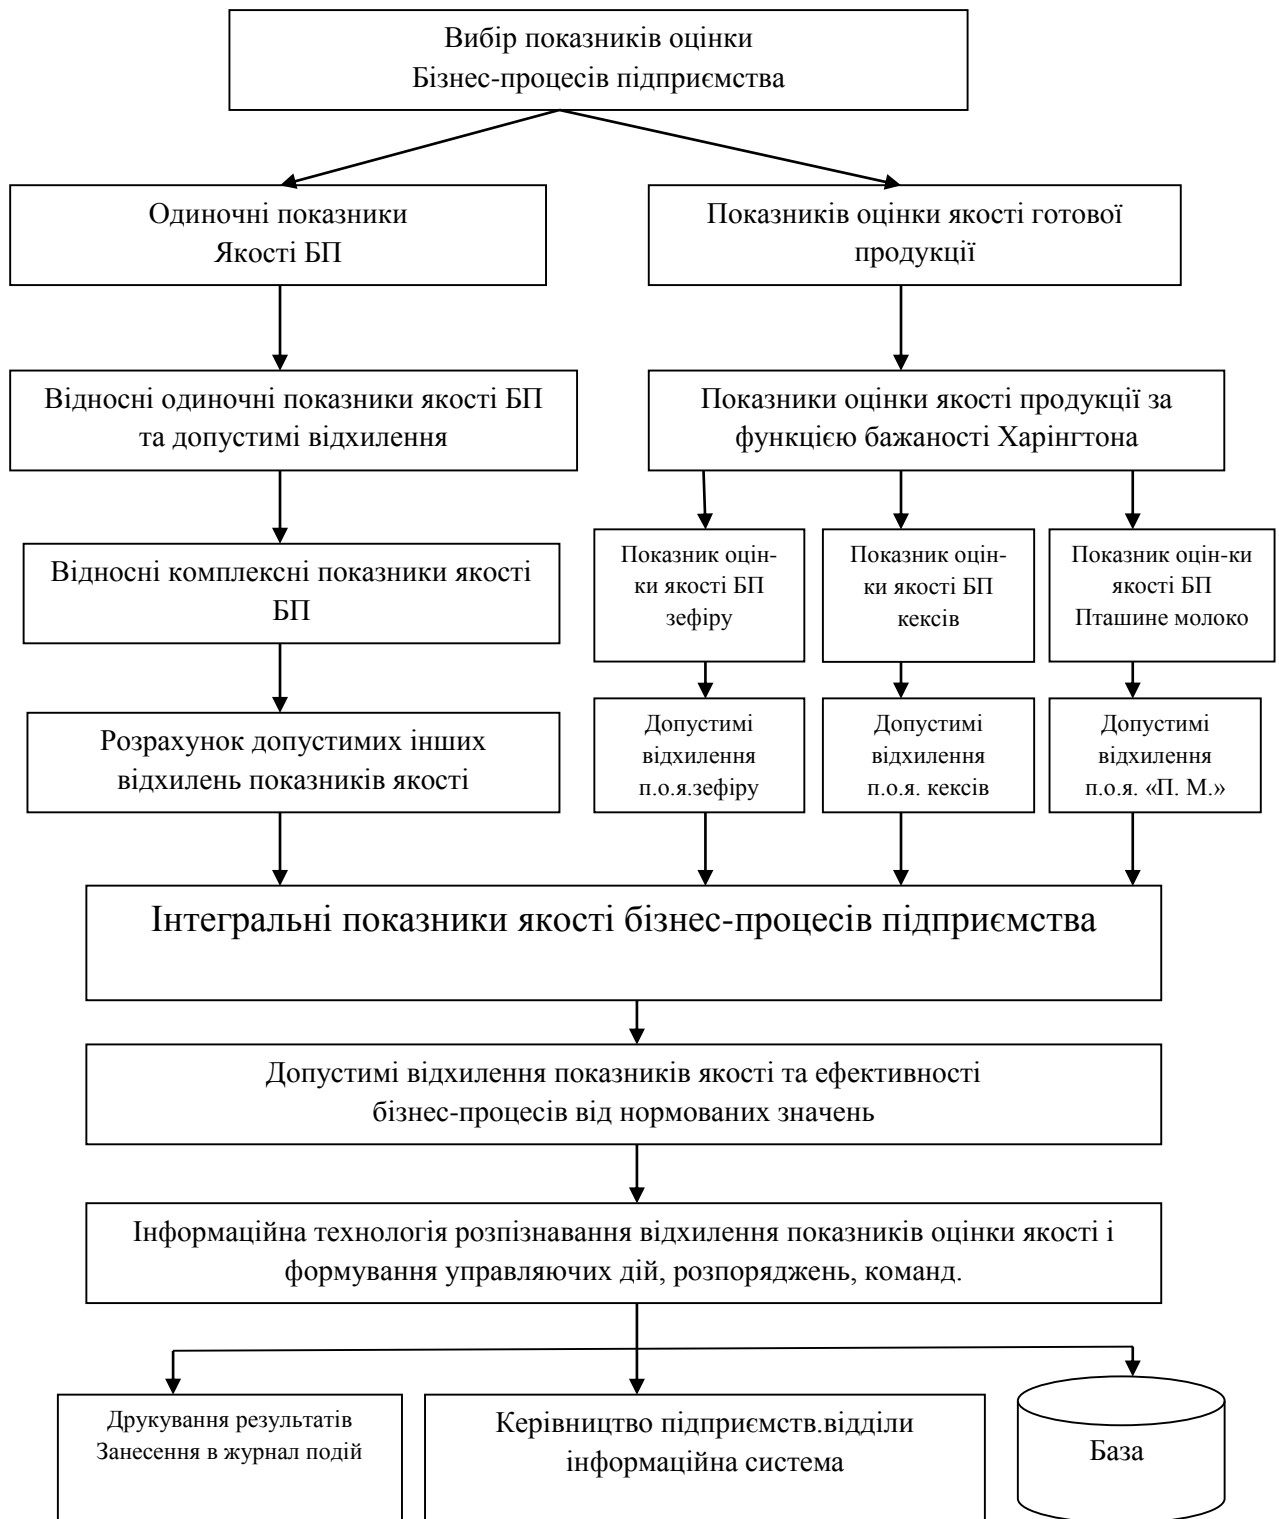 Вибір показників оцінки
Бізнес-процесів підприємства
Одиночні показники
Якості БП
Показників оцінки якості готової
продукції
Відносні одиночні показники якості БП
та допустимі відхилення
Показники оцінки якості продукції за
функцією бажаності Харінгтона
Відносні комплексні показники якості
БП
Показник оцін-
ки якості БП
зефіру
Показник оцін-
ки якості БП
кексів
Показник оцін-ки
якості БП
Пташине молоко
Розрахунок допустимих інших
відхилень показників якості
Допустимі
відхилення
п.о.я.зефіру
Допустимі
відхилення
п.о.я. кексів
Допустимі
відхилення
п.о.я. «П. М.»
Інтегральні показники якості бізнес-процесів підприємства
Допустимі відхилення показників якості та ефективності
бізнес-процесів від нормованих значень
Інформаційна технологія розпізнавання відхилення показників оцінки якості і
формування управляючих дій, розпоряджень, команд.
Друкування результатів
Занесення в журнал подій
Керівництво підприємств.відділи
інформаційна система
База